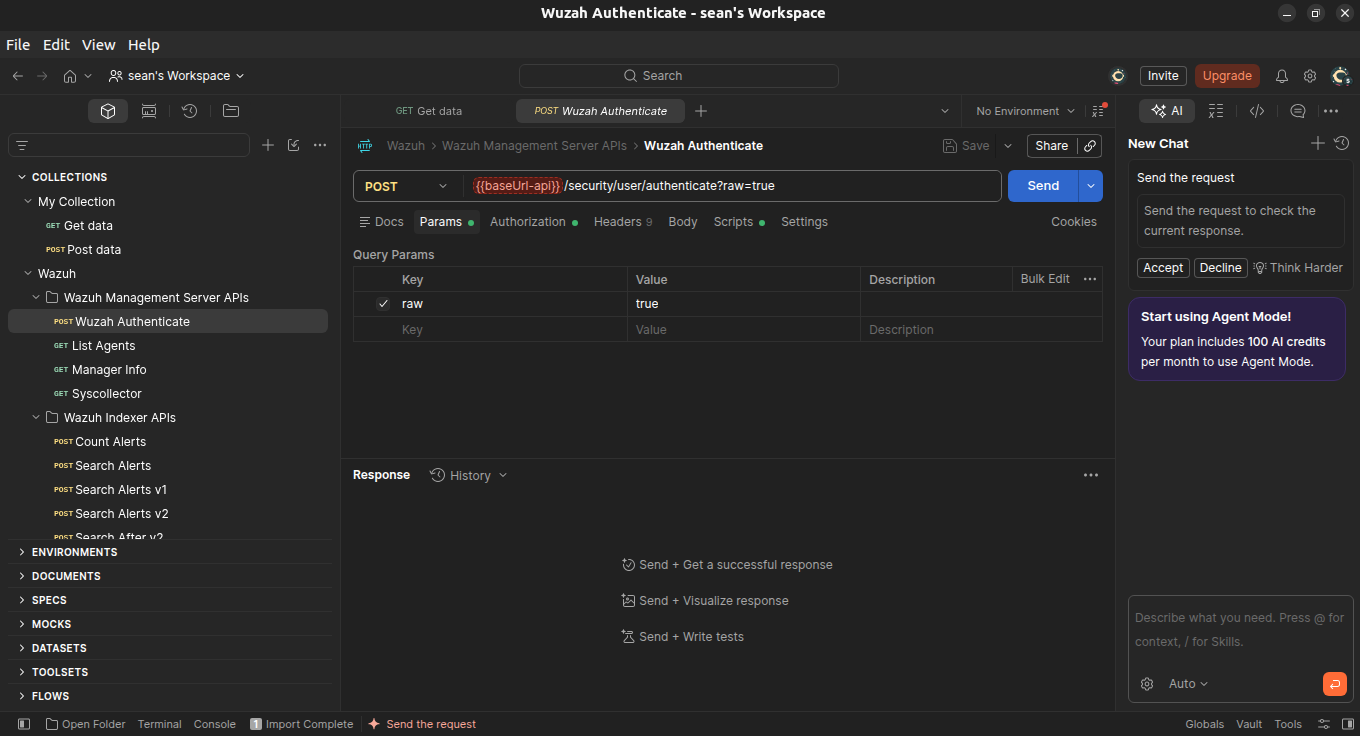 Wuzah Authenticate - sean's Workspace
File Edit View Help
sean's Workspace
Search
Invite
Upgrade
GET Get data
POST Wuzah Authenticate
No Environment
AI
HTTP
Wazuh > Wazuh Management Server APIs > Wuzah Authenticate
Save
Share
New Chat
COLLECTIONS
My Collection
GET Get data
POST Post data
Wazuh
Wazuh Management Server APIs
POST Wuzah Authenticate
GET List Agents
GET Manager Info
GET Syscollector
Wazuh Indexer APIs
POST Count Alerts
POST Search Alerts
POST Search Alerts v1
POST Search Alerts v2
POST Search After v2
ENVIRONMENTS
DOCUMENTS
SPECS
MOCKS
DATASETS
TOOLSETS
FLOWS
POST
{{baseUrl-api}}/security/user/authenticate?raw=true
Send
Docs Params Authorization Headers 9 Body Scripts Settings Cookies
Query Params
Key Value Description Bulk Edit
raw true
Key Value Description
Response History
Send + Get a successful response
Send + Visualize response
Send + Write tests
Send the request
Send the request to check the
current response.
Accept Decline Think Harder
Start using Agent Mode!
Your plan includes 100 AI credits
per month to use Agent Mode.
Describe what you need. Press @ for
context, / for Skills.
Auto
Open Folder Terminal Console 1 Import Complete Send the request Globals Vault Tools